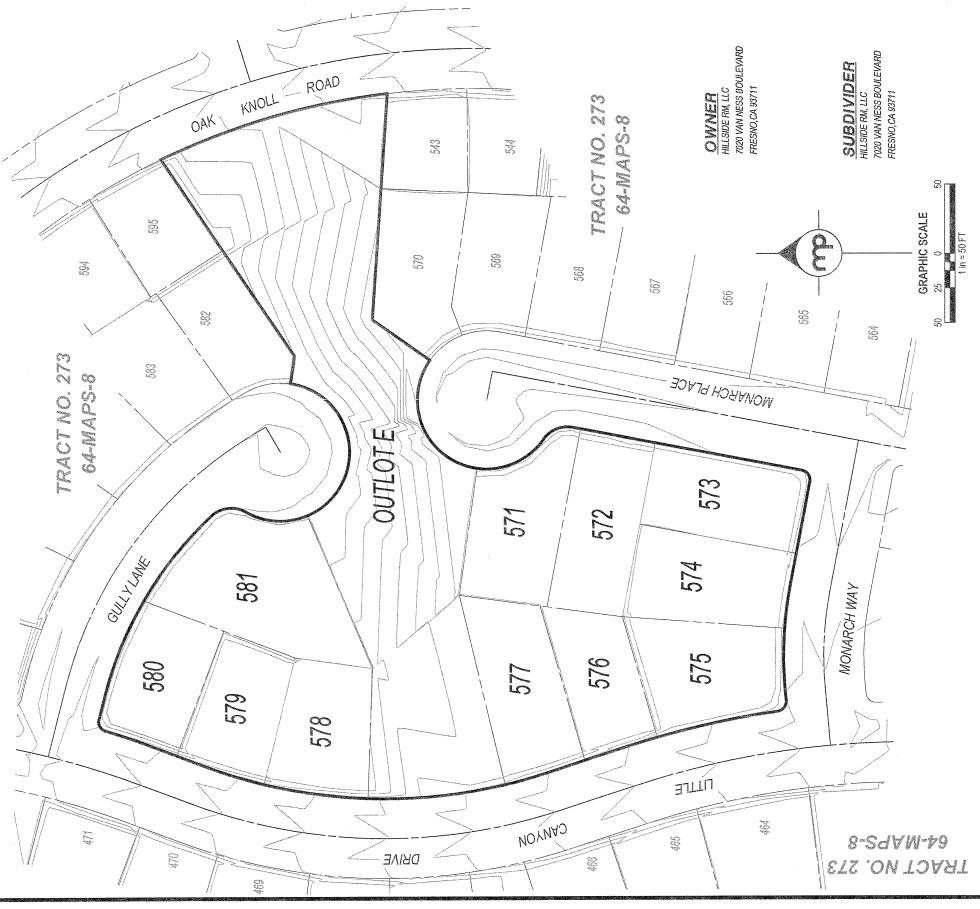 OAK KNOLL ROAD
TRACT NO. 273
64-MAPS-8
594
595
583
582
543
544
570
569
568
567
566
565
564
TRACT NO. 273
64-MAPS-8
OWNER
HILLSIDE RM, LLC
7020 VAN NESS BOULEVARD
FRESNO, CA 93711
SUBDIVIDER
HILLSIDE RM, LLC
7020 VAN NESS BOULEVARD
FRESNO, CA 93711
mp
GRAPHIC SCALE
50 25 0 50
1 in = 50 FT
GULLY LANE
OUTLOT E
MONARCH PLACE
581
580
579
578
571
572
573
574
577
576
575
MONARCH WAY
LITTLE CANYON DRIVE
471
470
469
466
465
464
TRACT NO. 273
64-MAPS-8